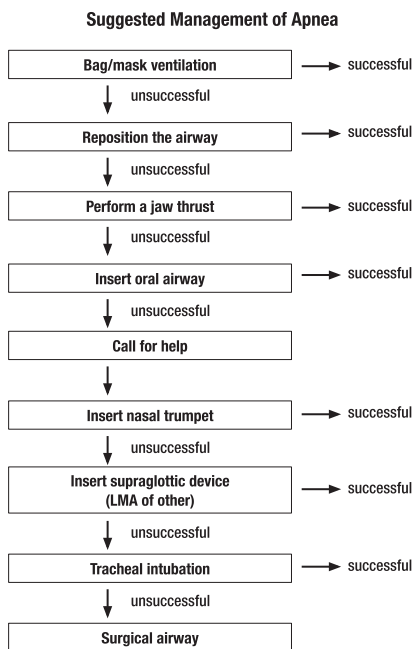 Suggested Management of Apnea
Bag/mask ventilation
successful
unsuccessful
Reposition the airway
successful
unsuccessful
Perform a jaw thrust
successful
unsuccessful
Insert oral airway
successful
unsuccessful
Call for help
Insert nasal trumpet
successful
unsuccessful
Insert supraglottic device
(LMA of other)
successful
unsuccessful
Tracheal intubation
successful
unsuccessful
Surgical airway